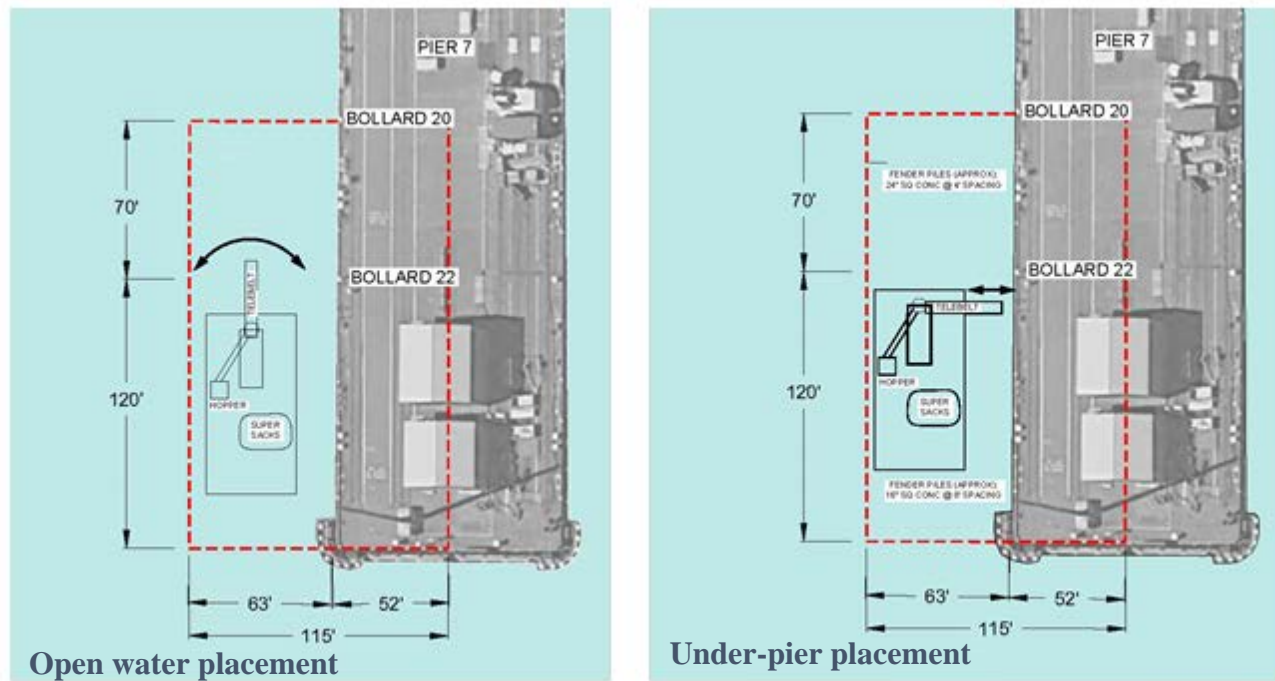 PIER 7
BOLLARD 20
70'
BOLLARD 22
TELEBELT
120'
HOPPER
SUPER
SACKS
63'
52'
115'
Open water placement
PIER 7
BOLLARD 20
FENDER PILES (APPROX)
24" SQ CONC @ 4' SPACING
70'
BOLLARD 22
TELEBELT
120'
HOPPER
SUPER
SACKS
FENDER PILES (APPROX)
16" SQ CONC @ 8' SPACING
63'
52'
115'
Under-pier placement